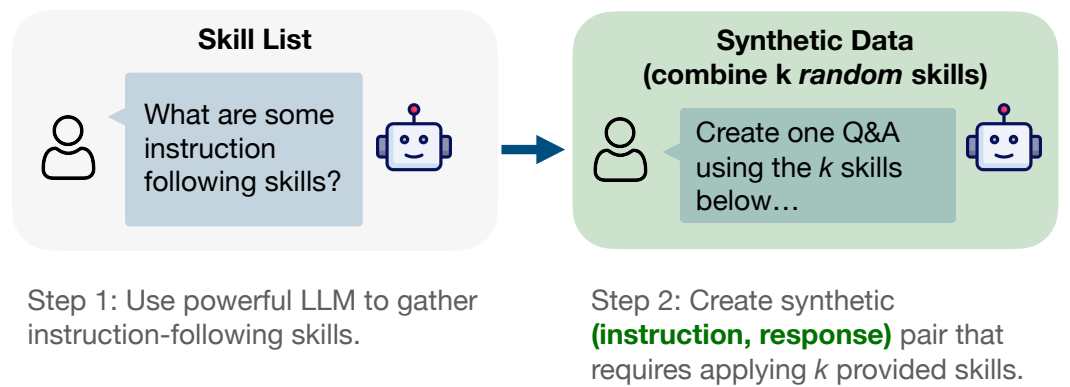 Skill List
What are some
instruction
following skills?
Step 1: Use powerful LLM to gather
instruction-following skills.
Synthetic Data
(combine k random skills)
Create one Q&A
using the k skills
below…
Step 2: Create synthetic
(instruction, response) pair that
requires applying k provided skills.